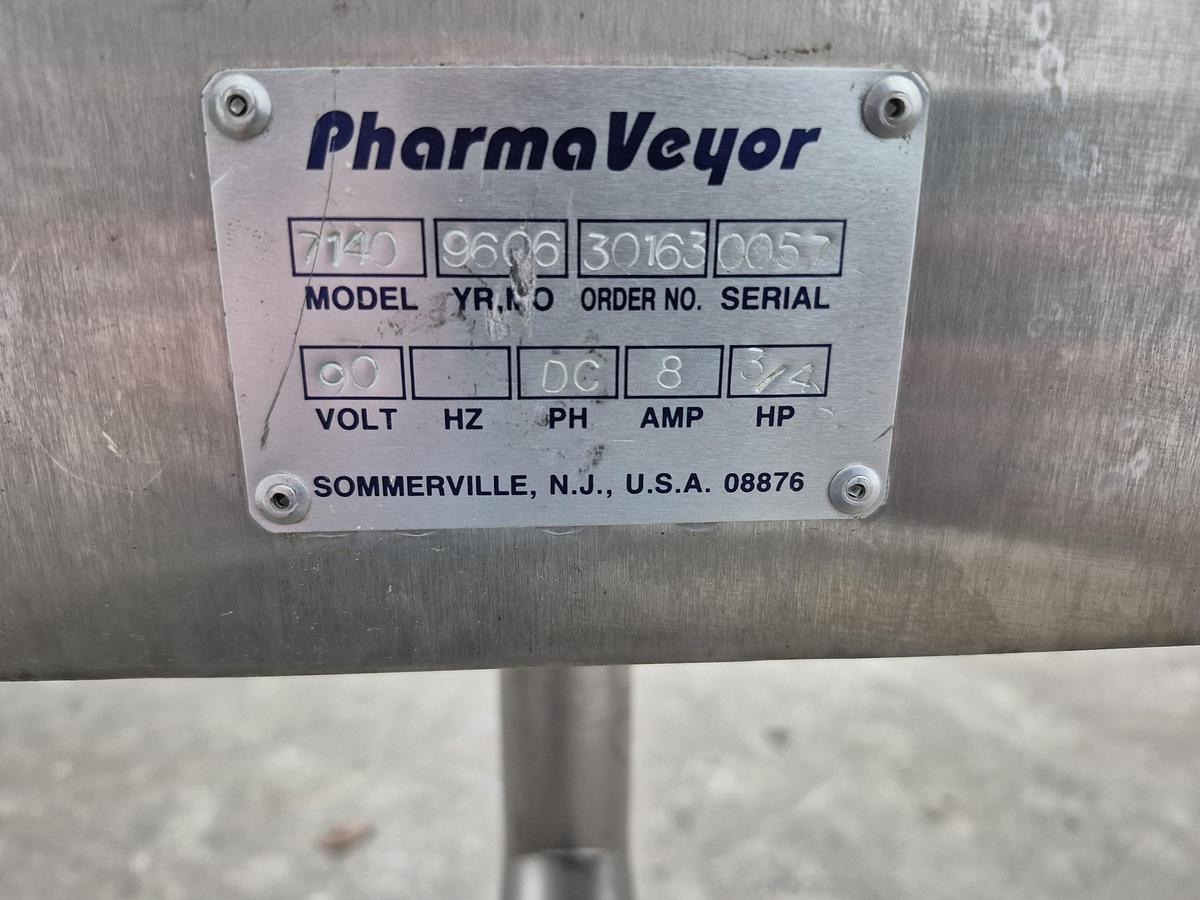 PharmaVeyor
7140 9606 30163 0057
MODEL YR.MO ORDER NO. SERIAL
90 DC 8 3/4
VOLT HZ PH AMP HP
SOMMERVILLE, N.J., U.S.A. 08876